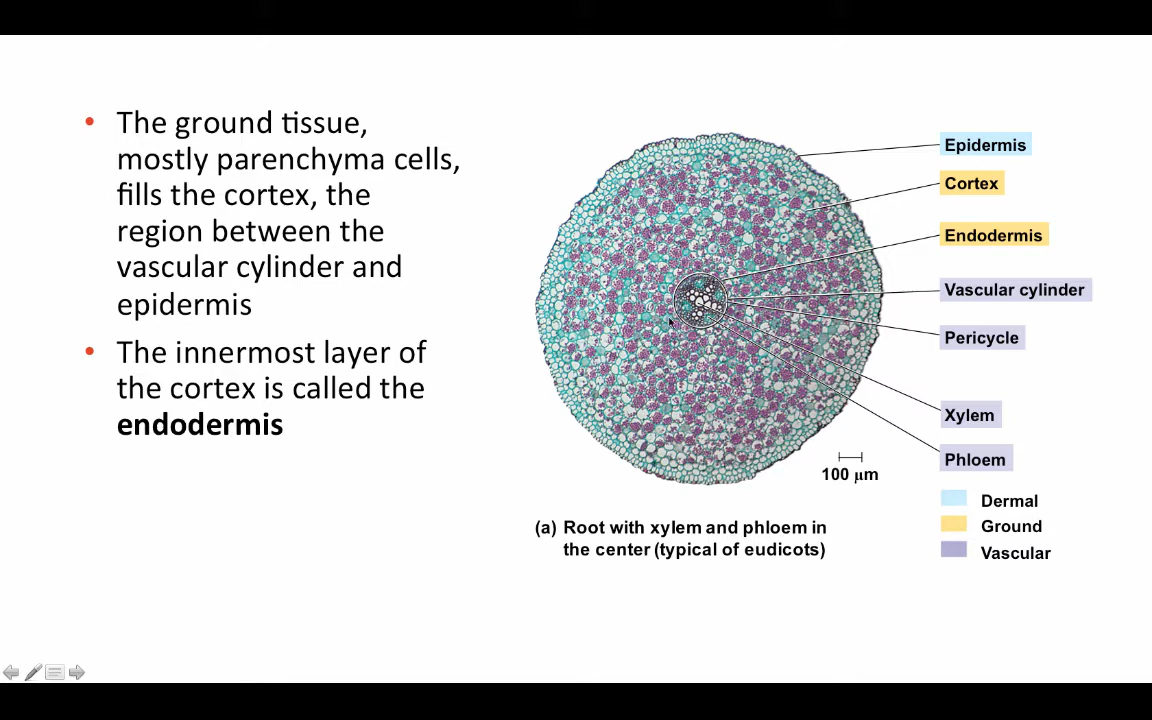 • The ground tissue,
mostly parenchyma cells,
fills the cortex, the
region between the
vascular cylinder and
epidermis
• The innermost layer of
the cortex is called the
endodermis
Epidermis
Cortex
Endodermis
Vascular cylinder
Pericycle
Xylem
Phloem
100 μm
Dermal
Ground
Vascular
(a) Root with xylem and phloem in
the center (typical of eudicots)